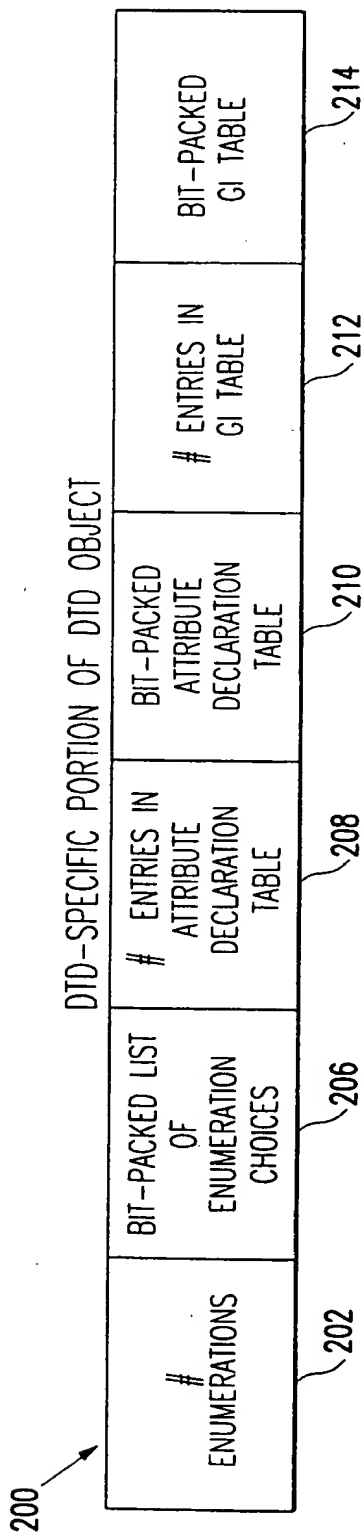 200
DTD-SPECIFIC PORTION OF DTD OBJECT
#
ENUMERATIONS
202
BIT-PACKED LIST
OF
ENUMERATION
CHOICES
206
# ENTRIES IN
ATTRIBUTE
DECLARATION
TABLE
208
BIT-PACKED
ATTRIBUTE
DECLARATION
TABLE
210
# ENTRIES IN
GI TABLE
212
BIT-PACKED
GI TABLE
214